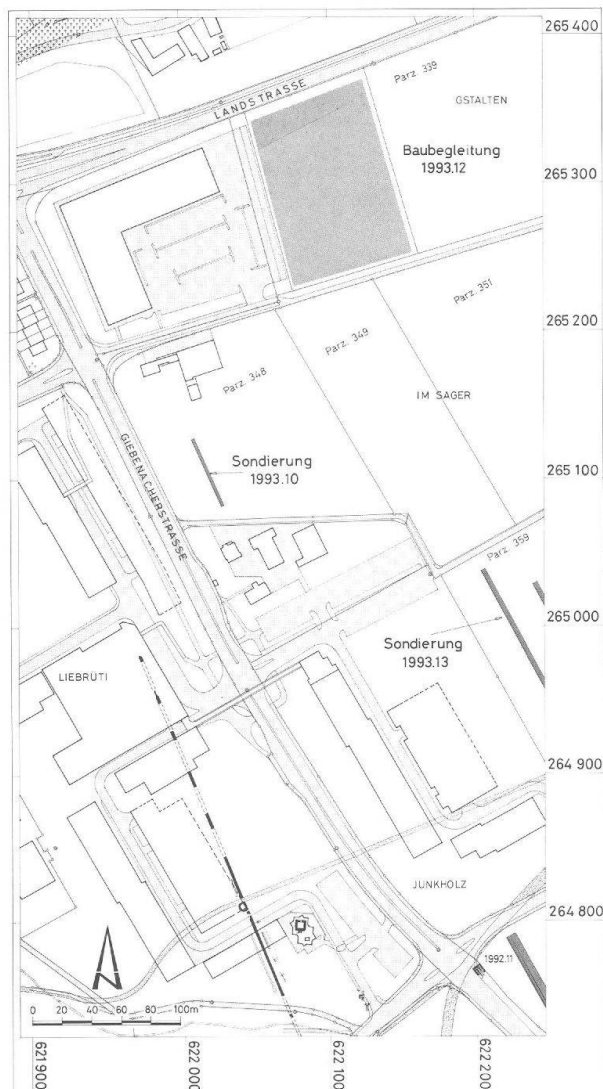 265 400
LANDSTRASSE
Parz. 339
GSTALTEN
Baubegleitung
1993.12
265 300
Parz. 351
265 200
Parz. 349
Parz. 348
IM SAGER
Sondierung
1993.10
265 100
GIEBENACHERSTRASSE
Parz. 359
265 000
Sondierung
1993.13
LIEBRÜTI
264 900
JUNKHOLZ
264 800
1992.11
N
0 20 40 60 80 100m
621 900
622 000
622 100
622 200